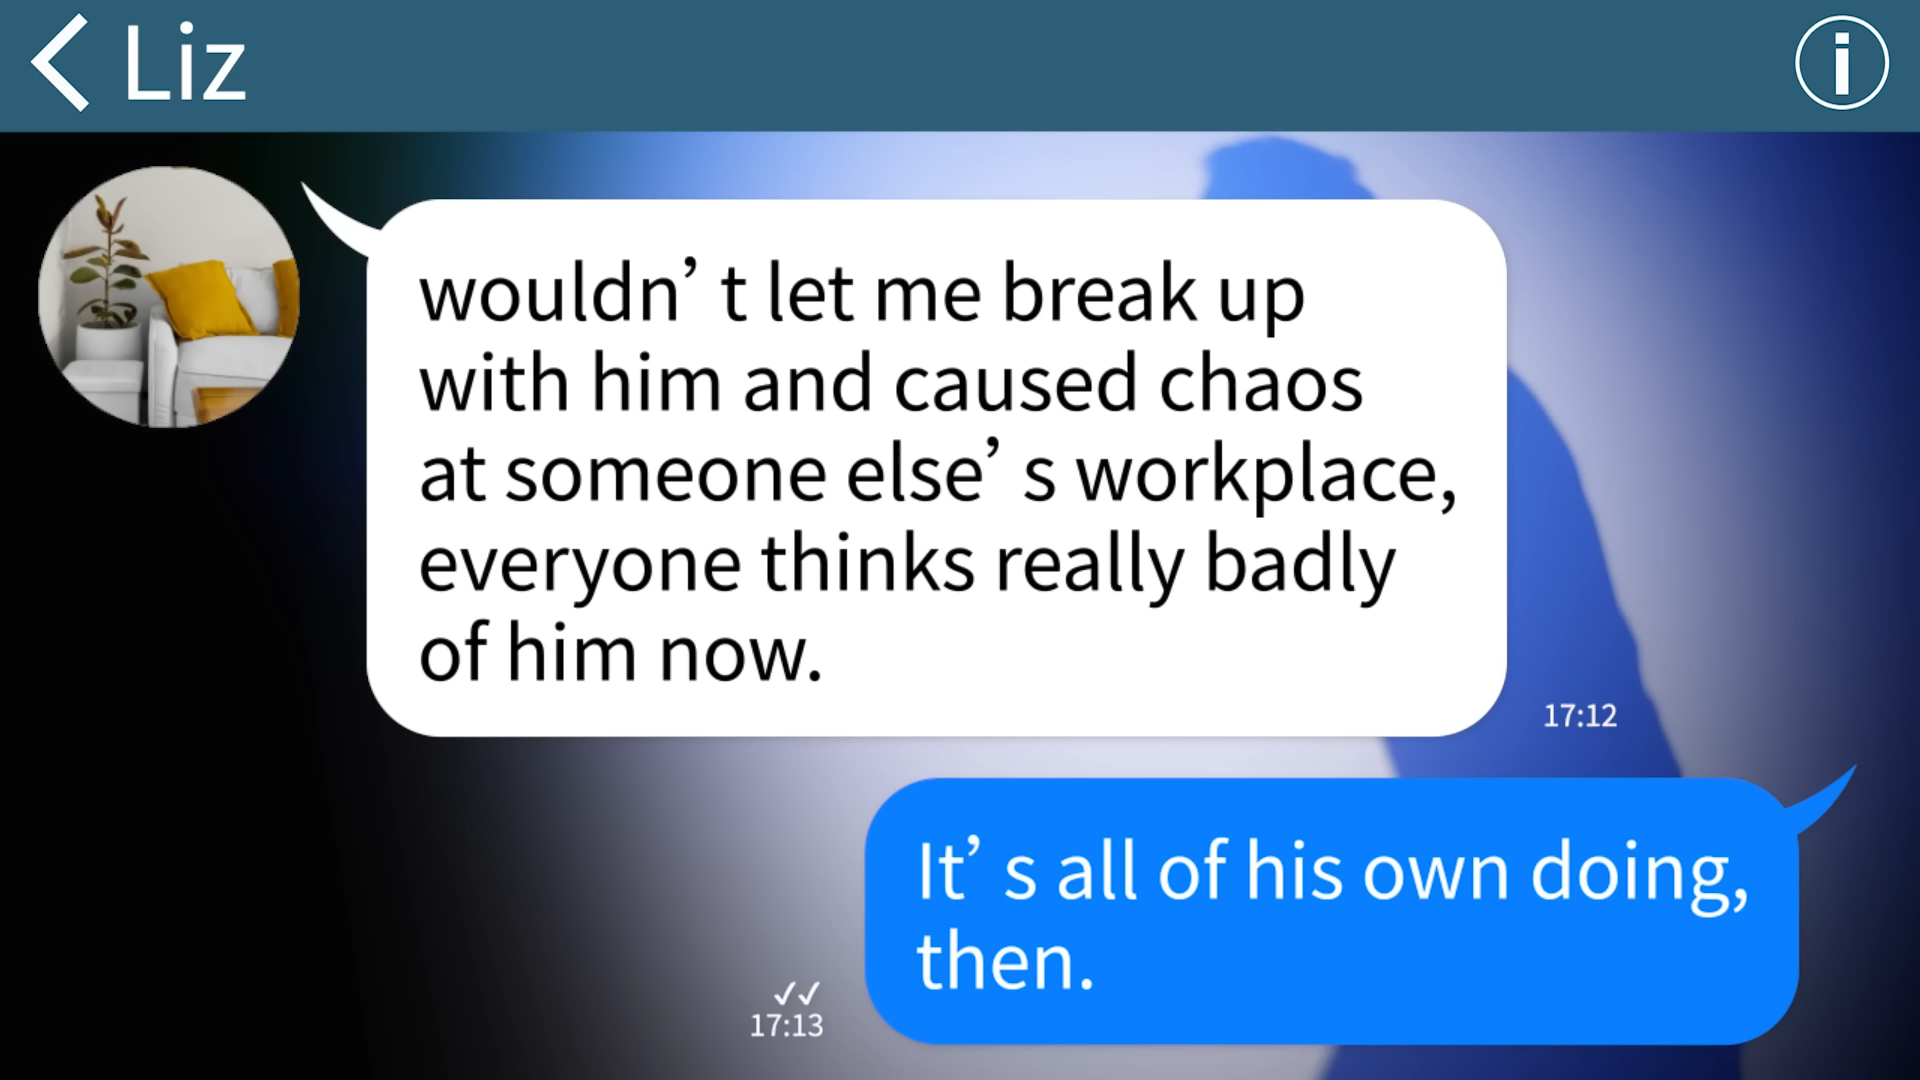 Liz
wouldn’t let me break up
with him and caused chaos
at someone else’s workplace,
everyone thinks really badly
of him now.
17:12
It’s all of his own doing,
then.
17:13